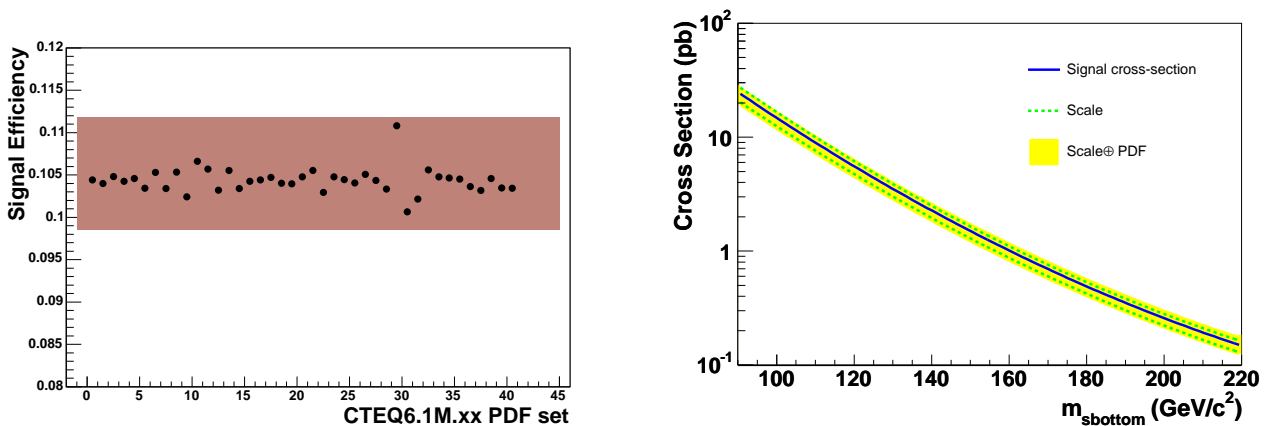 Signal Efficiency
0.12
0.115
0.11
0.105
0.1
0.095
0.09
0.085
0.08
0 5 10 15 20 25 30 35 40 45
CTEQ6.1M.xx PDF set
Cross Section (pb)
10²
10
1
10⁻¹
Signal cross-section
Scale
Scale⊕ PDF
100 120 140 160 180 200 220
m_sbottom (GeV/c²)